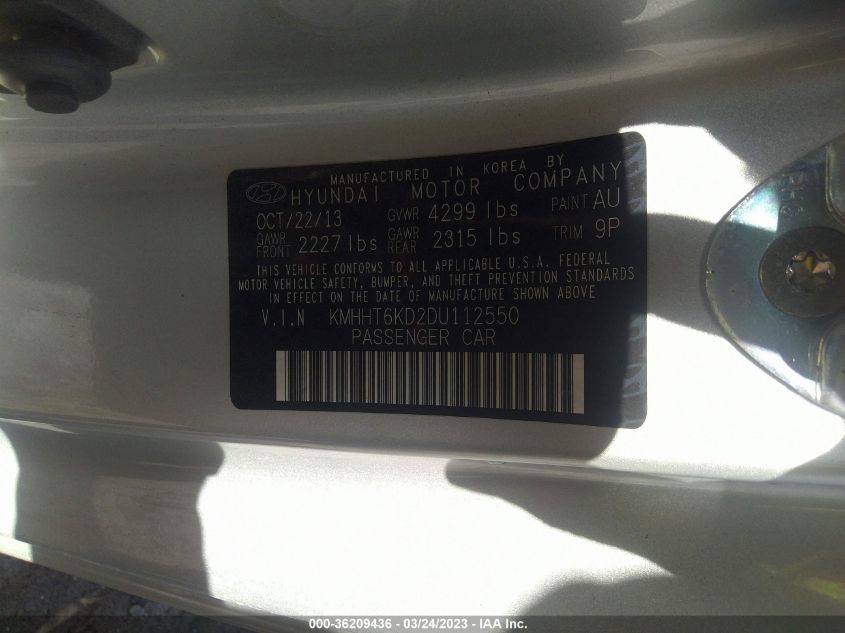 MANUFACTURED IN KOREA BY
HYUNDAI MOTOR COMPANY
OCT/22/13 GVWR 4299 lbs PAINT AU
GAWR FRONT 2227 lbs GAWR REAR 2315 lbs TRIM 9P
THIS VEHICLE CONFORMS TO ALL APPLICABLE U.S.A. FEDERAL
MOTOR VEHICLE SAFETY, BUMPER, AND THEFT PREVENTION STANDARDS
IN EFFECT ON THE DATE OF MANUFACTURE SHOWN ABOVE
V.I.N KMHHT6KD2DU112550
PASSENGER CAR
000-36209436 - 03/24/2023 - IAA Inc.